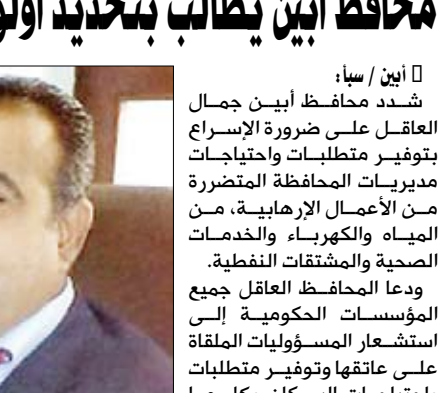 محافظ أبين يطالب بتحديد
أبين / سبأ:
شدد محافظ أبين جمال
العاقل على ضرورة الإسراع
بتوفير متطلبات واحتياجات
مديريات المحافظة المتضررة
من الأعمال الإرهابية، من
المياه والكهرباء والخدمات
الصحية والمشتقات النفطية.
ودعا المحافظ العاقل جميع
المؤسسات الحكومية إلى
استشعار المسؤوليات الملقاة
على عاتقها وتوفير متطلبات